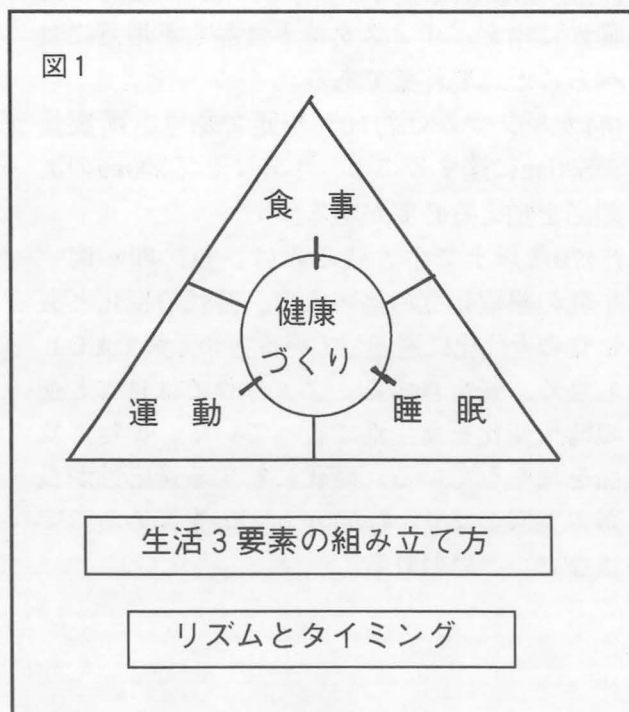 図1
食 事
健康
づくり
運 動
睡 眠
生活3要素の組み立て方
リズムとタイミング